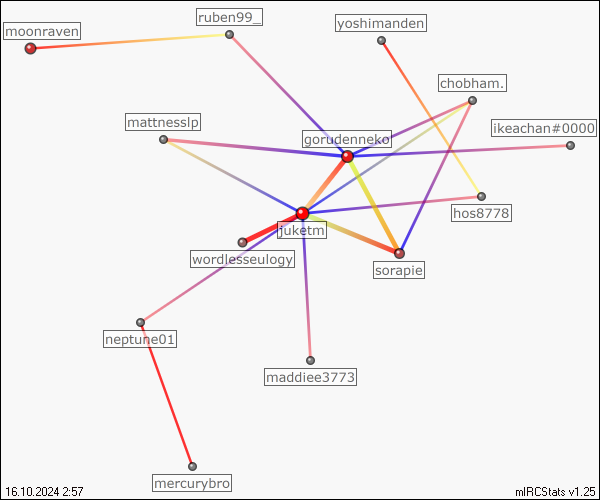 ruben99_
moonraven
yoshimanden
chobham.
mattnesslp
ikeachan#0000
gorudenneko
hos8778
juketm
wordlesseulogy
sorapie
neptune01
maddiee3773
mercurybro
16.10.2024 2:57
mIRCStats v1.25